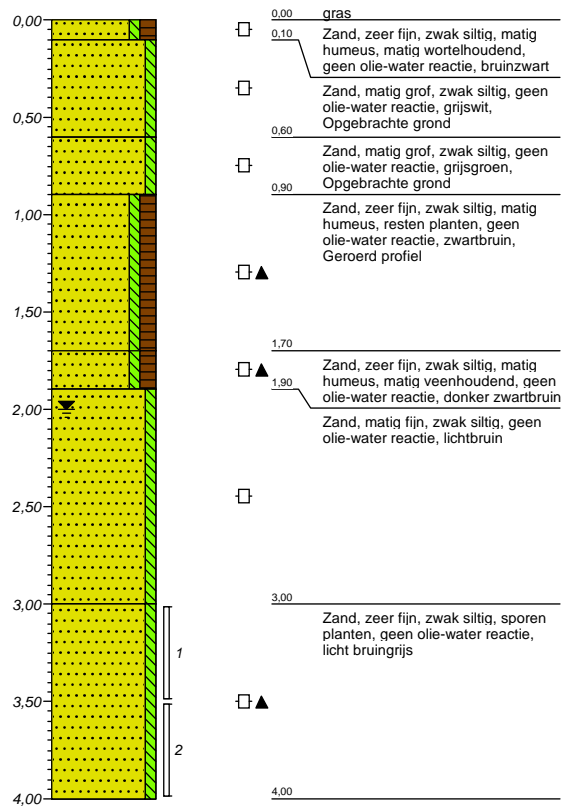 0,00
0,50
1,00
1,50
2,00
2,50
3,00
3,50
4,00
1
2
0,00 gras
Zand, zeer fijn, zwak siltig, matig
humeus, matig wortelhoudend,
geen olie-water reactie, bruinzwart
0,10
Zand, matig grof, zwak siltig, geen
olie-water reactie, grijswit,
Opgebrachte grond
0,60
Zand, matig grof, zwak siltig, geen
olie-water reactie, grijsgroen,
Opgebrachte grond
0,90
Zand, zeer fijn, zwak siltig, matig
humeus, resten planten, geen
olie-water reactie, zwartbruin,
Geroerd profiel
1,70
Zand, zeer fijn, zwak siltig, matig
humeus, matig veenhoudend, geen
olie-water reactie, donker zwartbruin
1,90
Zand, matig fijn, zwak siltig, geen
olie-water reactie, lichtbruin
3,00
Zand, zeer fijn, zwak siltig, sporen
planten, geen olie-water reactie,
licht bruingrijs
4,00